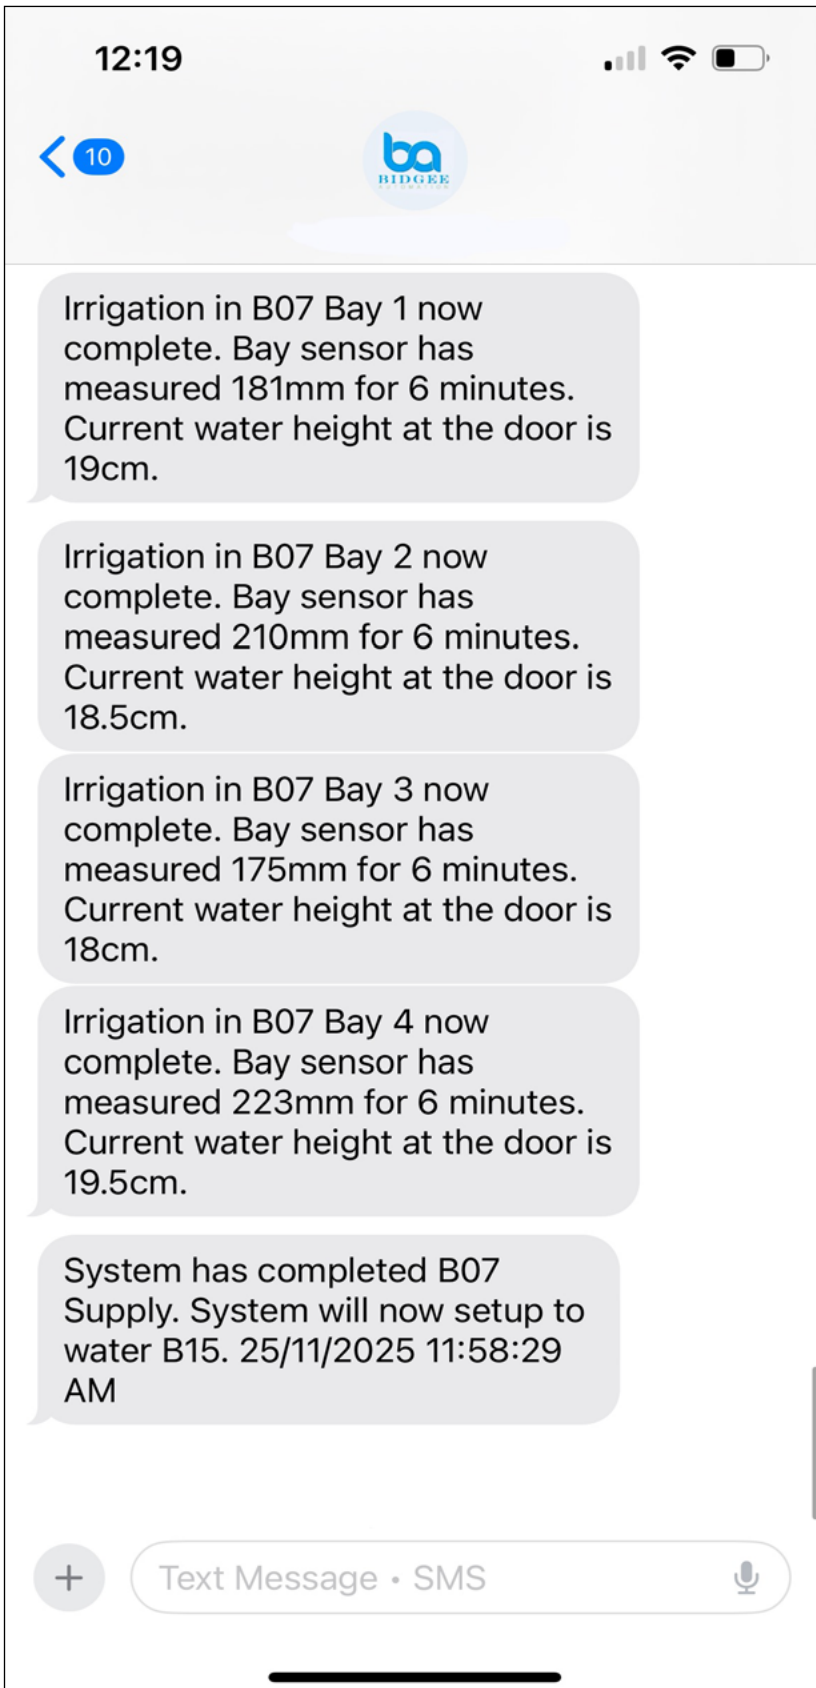 12:19
10
ba
BIDGEE
AUTOMATION
Irrigation in B07 Bay 1 now
complete. Bay sensor has
measured 181mm for 6 minutes.
Current water height at the door is
19cm.
Irrigation in B07 Bay 2 now
complete. Bay sensor has
measured 210mm for 6 minutes.
Current water height at the door is
18.5cm.
Irrigation in B07 Bay 3 now
complete. Bay sensor has
measured 175mm for 6 minutes.
Current water height at the door is
18cm.
Irrigation in B07 Bay 4 now
complete. Bay sensor has
measured 223mm for 6 minutes.
Current water height at the door is
19.5cm.
System has completed B07
Supply. System will now setup to
water B15. 25/11/2025 11:58:29
AM
Text Message • SMS